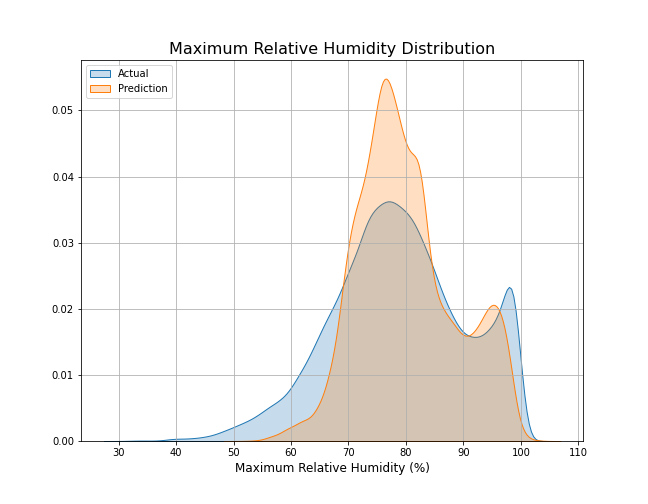 Maximum Relative Humidity Distribution
Actual
Prediction
0.05
0.04
0.03
0.02
0.01
0.00
30 40 50 60 70 80 90 100 110
Maximum Relative Humidity (%)